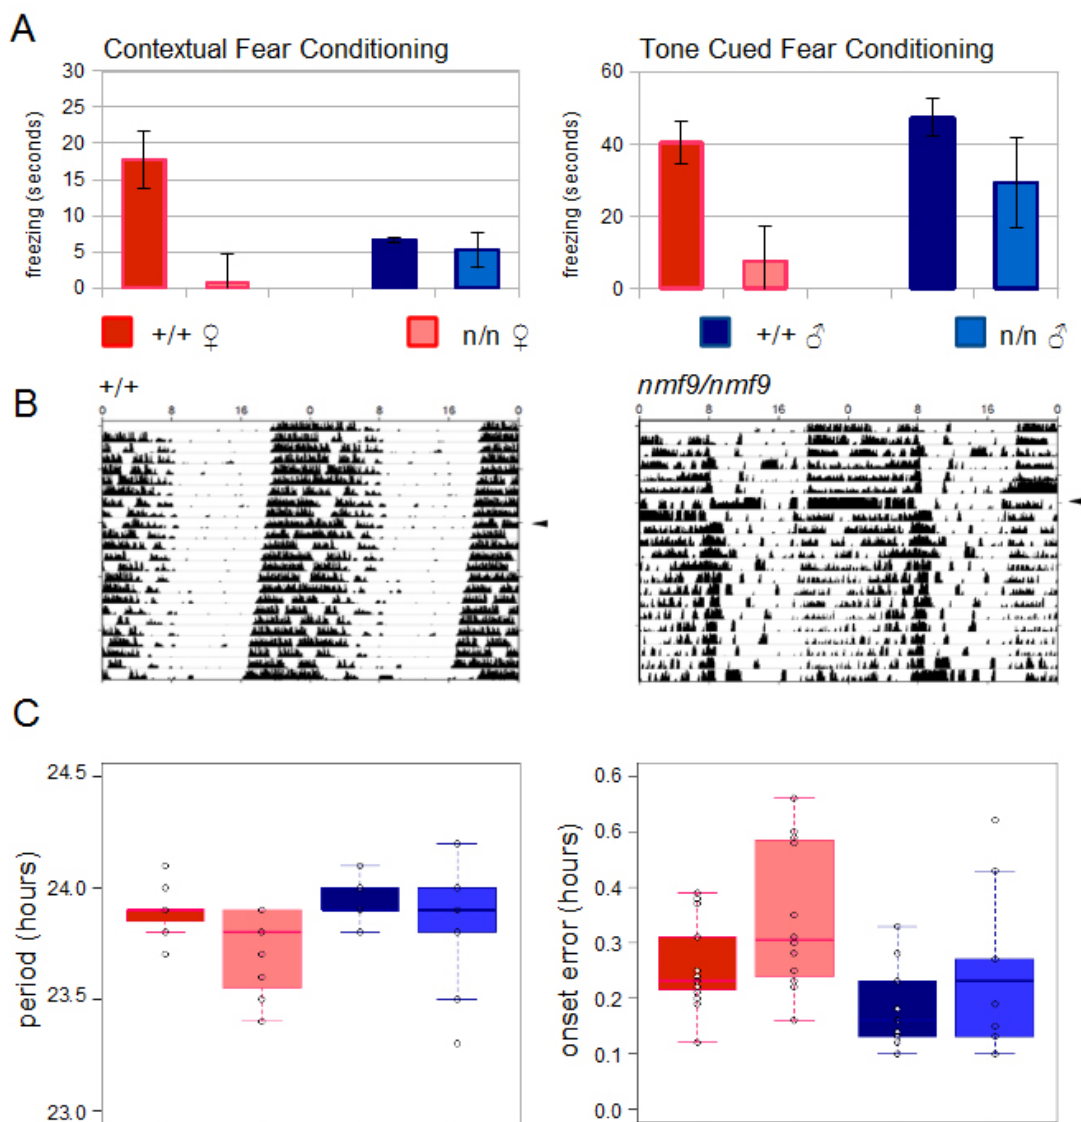 A
Contextual Fear Conditioning
Tone Cued Fear Conditioning
freezing (seconds)
30
25
20
15
10
5
0
freezing (seconds)
60
40
20
0
+/+ ♀
n/n ♀
+/+ ♂
n/n ♂
B
+/+
nmf9/nmf9
0 8 16 0 8 16 0
0 8 16 0 8 16 0
C
period (hours)
24.5
24.0
23.5
23.0
onset error (hours)
0.6
0.6
0.4
0.3
0.2
0.1
0.0